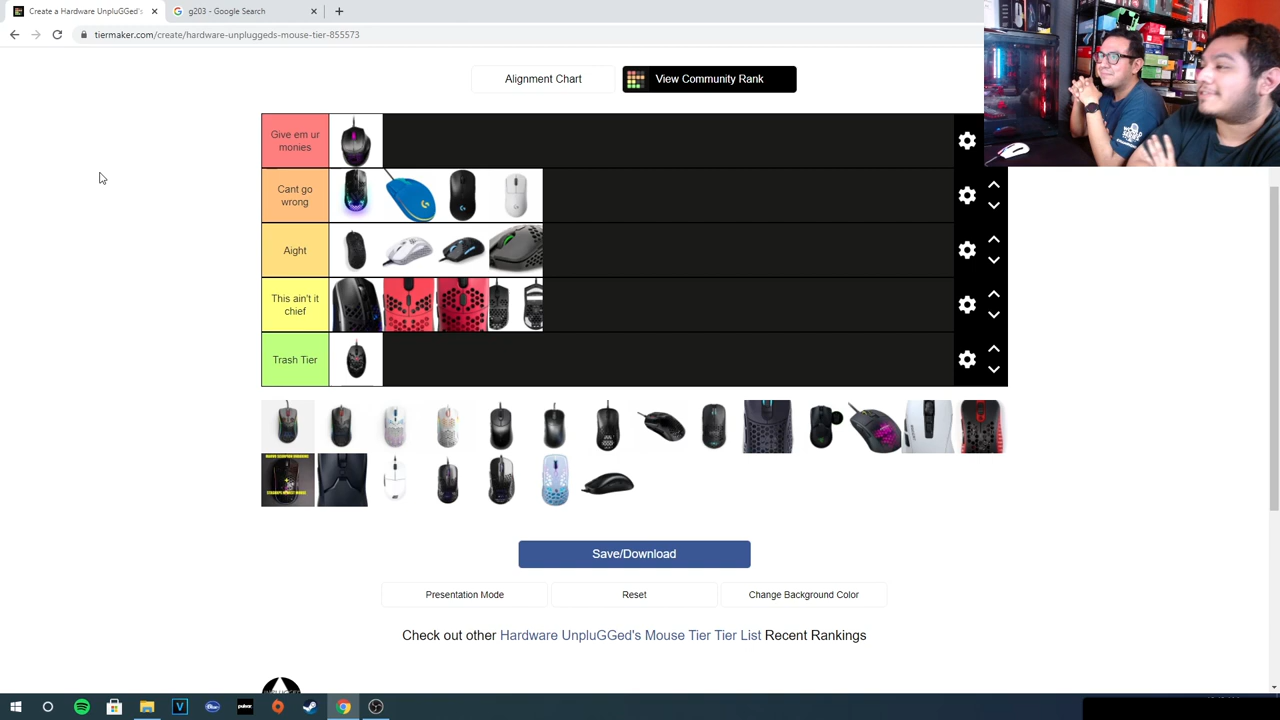 Create a Hardware UnpluGGed's
g203 - Google Search
tiermaker.com/create/hardware-unpluggeds-mouse-tier-855573
Alignment Chart
View Community Rank
Give em ur
monies
Cant go
wrong
Aight
This ain't it
chief
Trash Tier
Save/Download
Presentation Mode
Reset
Change Background Color
Check out other Hardware UnpluGGed's Mouse Tier Tier List Recent Rankings